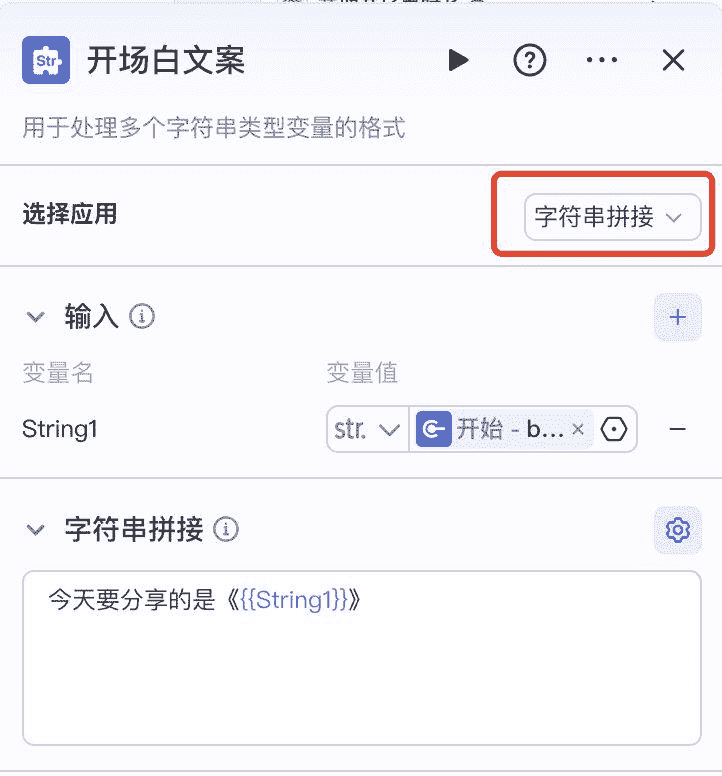 Str
开场白文案
用于处理多个字符串类型变量的格式
选择应用
字符串拼接
输入
变量名
变量值
String1
str.
开始 - b...
字符串拼接
今天要分享的是《{{String1}}》